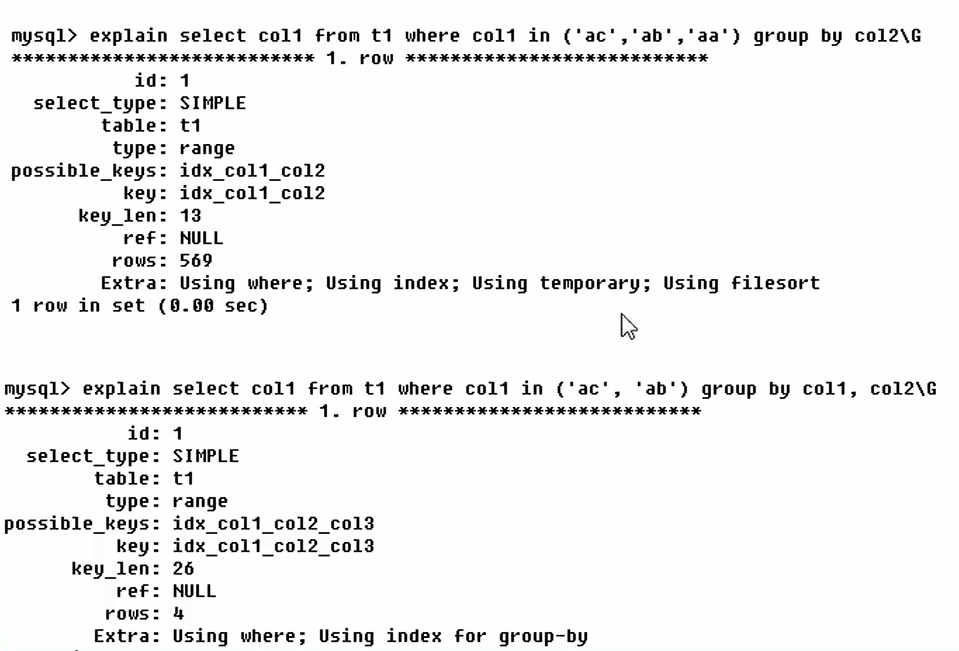 mysql> explain select col1 from t1 where col1 in ('ac','ab','aa') group by col2\G
*************************** 1. row ***************************
id: 1
select_type: SIMPLE
table: t1
type: range
possible_keys: idx_col1_col2
key: idx_col1_col2
key_len: 13
ref: NULL
rows: 569
Extra: Using where; Using index; Using temporary; Using filesort
1 row in set (0.00 sec)
mysql> explain select col1 from t1 where col1 in ('ac', 'ab') group by col1, col2\G
*************************** 1. row ***************************
id: 1
select_type: SIMPLE
table: t1
type: range
possible_keys: idx_col1_col2_col3
key: idx_col1_col2_col3
key_len: 26
ref: NULL
rows: 4
Extra: Using where; Using index for group-by